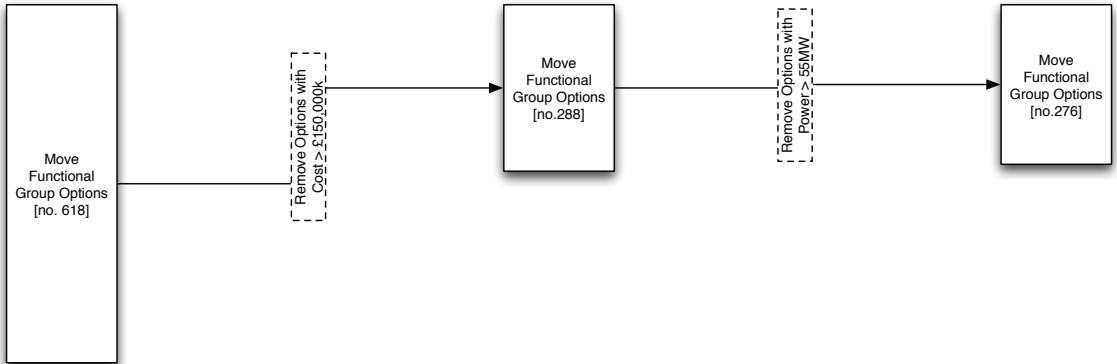 Move
Functional
Group Options
[no. 618]
Remove Options with
Cost > £150,000k
Move
Functional
Group Options
[no.288]
Remove Options with
Power > 55MW
Move
Functional
Group Options
[no.276]